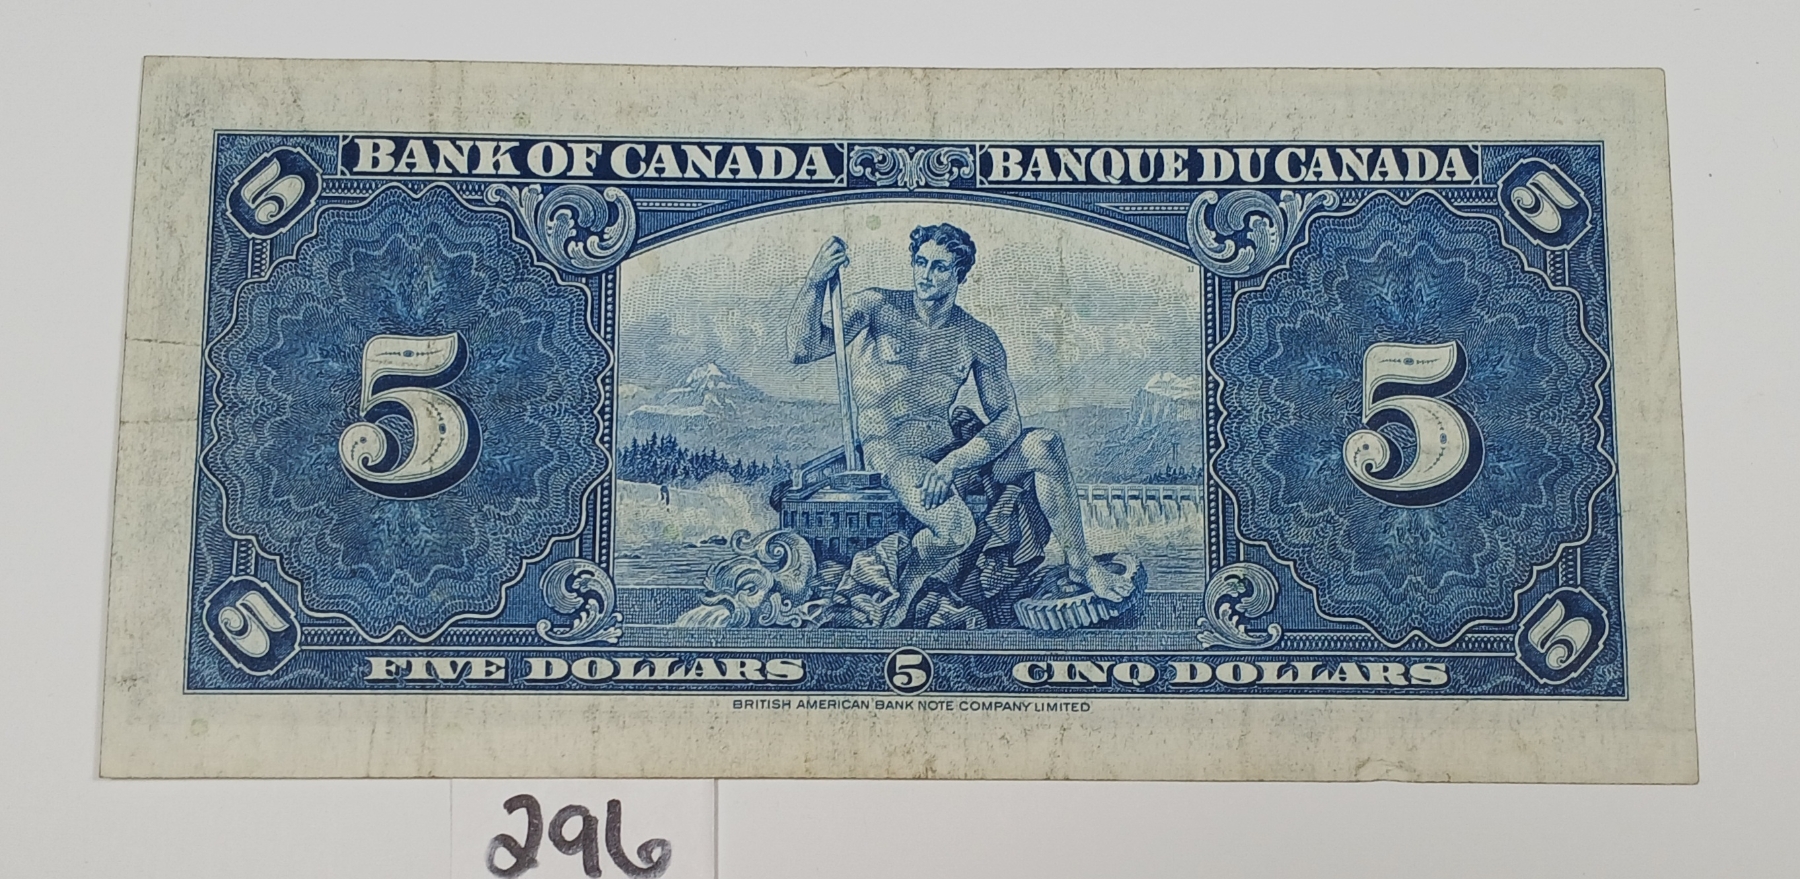 5 BANK OF CANADA BANQUE DU CANADA 5
5 5
5 FIVE DOLLARS 5 CINQ DOLLARS 5
BRITISH AMERICAN BANK NOTE COMPANY LIMITED
296